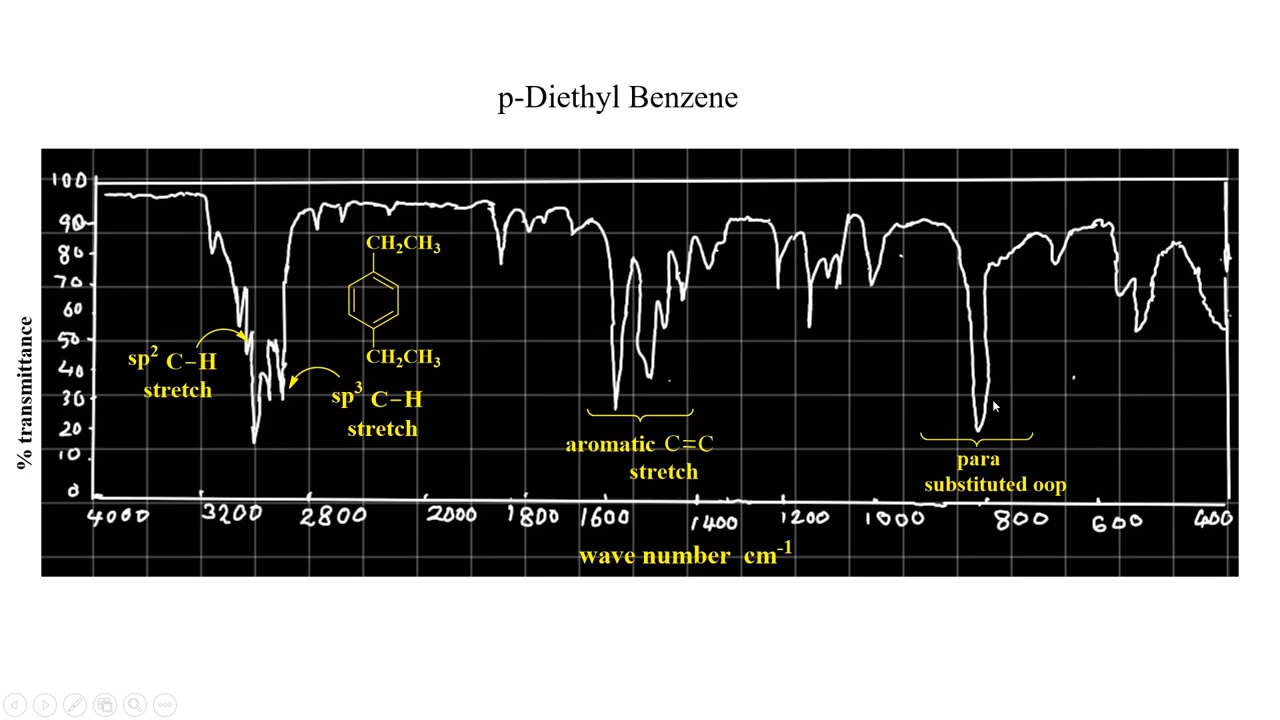 p-Diethyl Benzene
100
90
80
70
60
50
40
30
20
10
0
% transmittance
CH2CH3
CH2CH3
sp2 C-H
stretch
sp3 C-H
stretch
aromatic C=C
stretch
para
substituted oop
4000 3200 2800 2000 1800 1600 1400 1200 1000 800 600 400
wave number cm-1